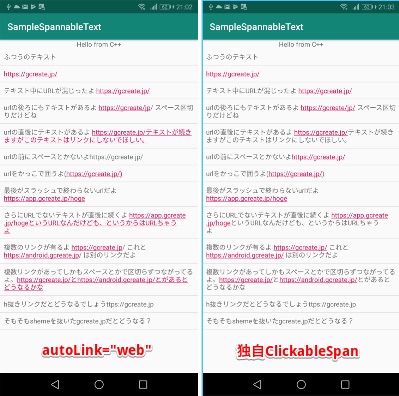 21:02
SampleSpannableText
Hello from C++
ふつうのテキスト
https://gcreate.jp/
テキスト中にURLが混じったよ https://gcreate.jp/
urlの後ろにもテキストがあるよ https://gcreate.jp/ スペース区切
りだけどね
urlの直後にテキストがあるよ https://gcreate.jp/テキストが続き
ますがこのテキストはリンクにしないでほしい。
urlの前にスペースとかないよhttps://gcreate.jp/
urlをかっこで囲うよ(https://gcreate.jp/)
最後がスラッシュで終わらないurlだよ
https://app.gcreate.jp/hoge
さらにURLでないテキストが直後に続くよ https://app.gcreate
.jp/hogeというURLなんだけども、というからはURLちゃう
よ
複数のリンクが有るよ https://gcreate.jp/ これと
https://android.gcreate.jp/ は別のリンクだよ
複数リンクがあってしかもスペースとかで区切らずつながってる
よ。https://gcreate.jp/とhttps://android.gcreate.jp/とがあると
どうなるかな
h抜きリンクだとどうなるでしょうttps://gcreate.jp
そもそもshemeを抜いたgcreate.jpだとどうなる？
autoLink="web"
21:03
SampleSpannableText
Hello from C++
ふつうのテキスト
https://gcreate.jp/
テキスト中にURLが混じったよ https://gcreate.jp/
urlの後ろにもテキストがあるよ https://gcreate.jp/ スペース区切
りだけどね
urlの直後にテキストがあるよ https://gcreate.jp/テキストが続き
ますがこのテキストはリンクにしないでほしい。
urlの前にスペースとかないよhttps://gcreate.jp/
urlをかっこで囲うよ(https://gcreate.jp/)
最後がスラッシュで終わらないurlだよ
https://app.gcreate.jp/hoge
さらにURLでないテキストが直後に続くよ https://app.gcreate
.jp/hogeというURLなんだけども、というからはURLちゃう
よ
複数のリンクが有るよ https://gcreate.jp/ これと
https://android.gcreate.jp/ は別のリンクだよ
複数リンクがあってしかもスペースとかで区切らずつながってる
よ。https://gcreate.jp/とhttps://android.gcreate.jp/とがあると
どうなるかな
h抜きリンクだとどうなるでしょうttps://gcreate.jp
そもそもshemeを抜いたgcreate.jpだとどうなる？
独自ClickableSpan